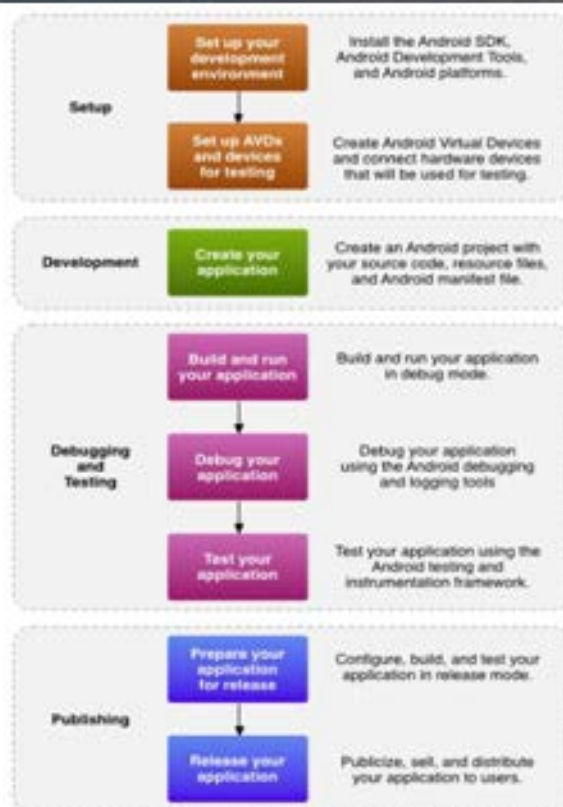 Set up your
development
environment
Install the Android SDK,
Android Development Tools,
and Android platforms.
Setup
Set up AVDs
and devices
for testing
Create Android Virtual Devices
and connect hardware devices
that will be used for testing.
Development
Create your
application
Create an Android project with
your source code, resource files,
and Android manifest file.
Build and run
your application
Build and run your application
in debug mode.
Debugging
and
Testing
Debug your
application
Debug your application
using the Android debugging
and logging tools
Test your
application
Test your application using the
Android testing and
instrumentation framework.
Prepare your
application
for release
Configure, build, and test your
application in release mode.
Publishing
Release your
application
Publicize, sell, and distribute
your application to users.